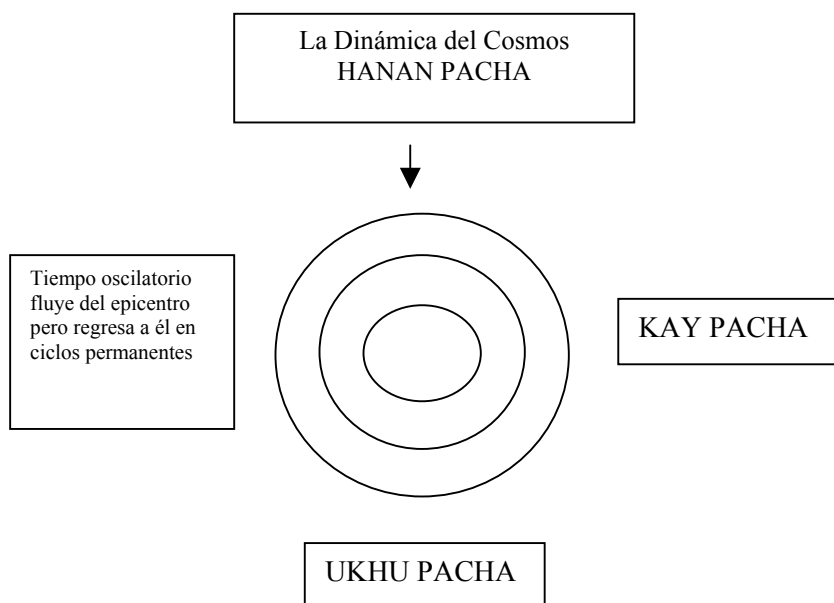 La Dinámica del Cosmos
HANAN PACHA
Tiempo oscilatorio
fluye del epicentro
pero regresa a él en
ciclos permanentes
KAY PACHA
UKHU PACHA